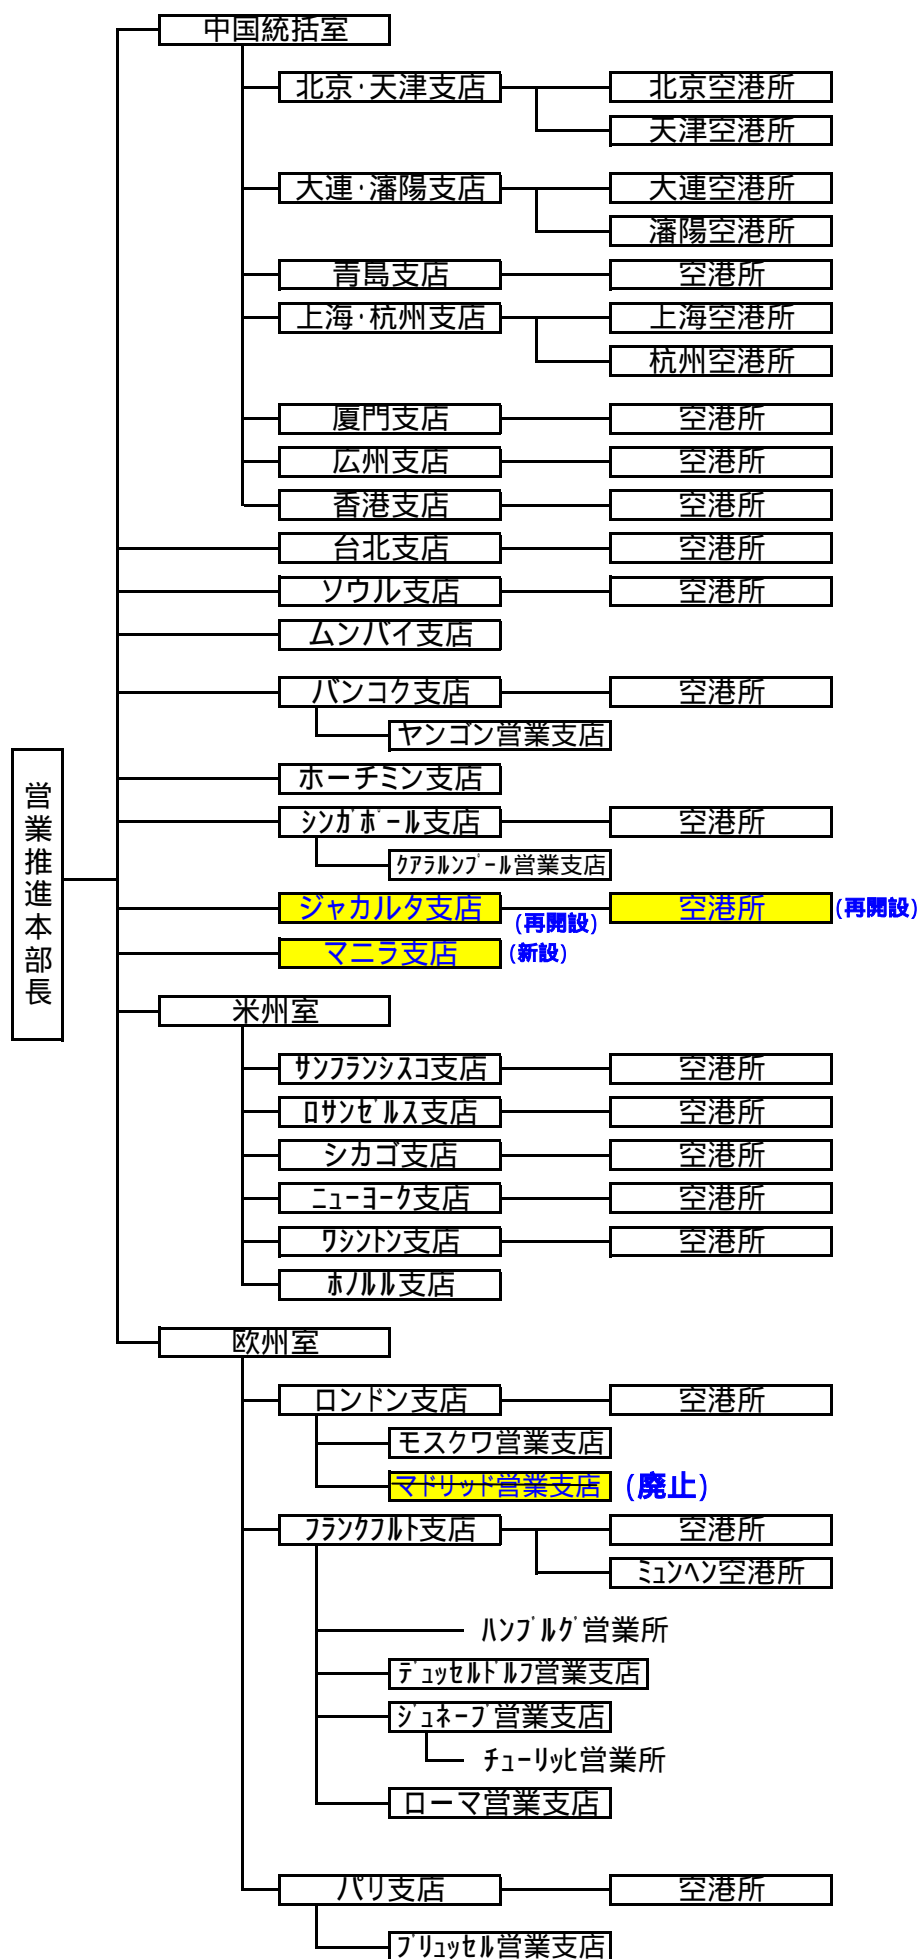 中国統括室
北京・天津支店
北京空港所
天津空港所
大連・瀋陽支店
大連空港所
瀋陽空港所
青島支店
空港所
上海・杭州支店
上海空港所
杭州空港所
厦門支店
空港所
広州支店
空港所
香港支店
空港所
台北支店
空港所
ソウル支店
空港所
ムンバイ支店
バンコク支店
空港所
ヤンゴン営業支店
営業推進本部長
ホーチミン支店
ｼﾝｶﾞﾎﾟｰﾙ支店
空港所
ｸｱﾗﾙﾝﾌﾟｰﾙ営業支店
ジャカルタ支店
(再開設)
空港所
(再開設)
マニラ支店
(新設)
米州室
ｻﾝﾌﾗﾝｼｽｺ支店
空港所
ﾛｻﾝｾﾞﾙｽ支店
空港所
シカゴ支店
空港所
ﾆｭｰﾖｰｸ支店
空港所
ﾜｼﾝﾄﾝ支店
空港所
ﾎﾉﾙﾙ支店
欧州室
ロンドン支店
空港所
モスクワ営業支店
ﾏﾄﾞﾘｯﾄﾞ営業支店
(廃止)
ﾌﾗﾝｸﾌﾙﾄ支店
空港所
ﾐｭﾝﾍﾝ空港所
ﾊﾝﾌﾞﾙｸﾞ営業所
ﾃﾞｭｯｾﾙﾄﾞﾙﾌ営業支店
ｼﾞｭﾈｰﾌﾞ営業支店
ﾁｭｰﾘｯﾋ営業所
ローマ営業支店
パリ支店
空港所
ﾌﾞﾘｭｯｾﾙ営業支店